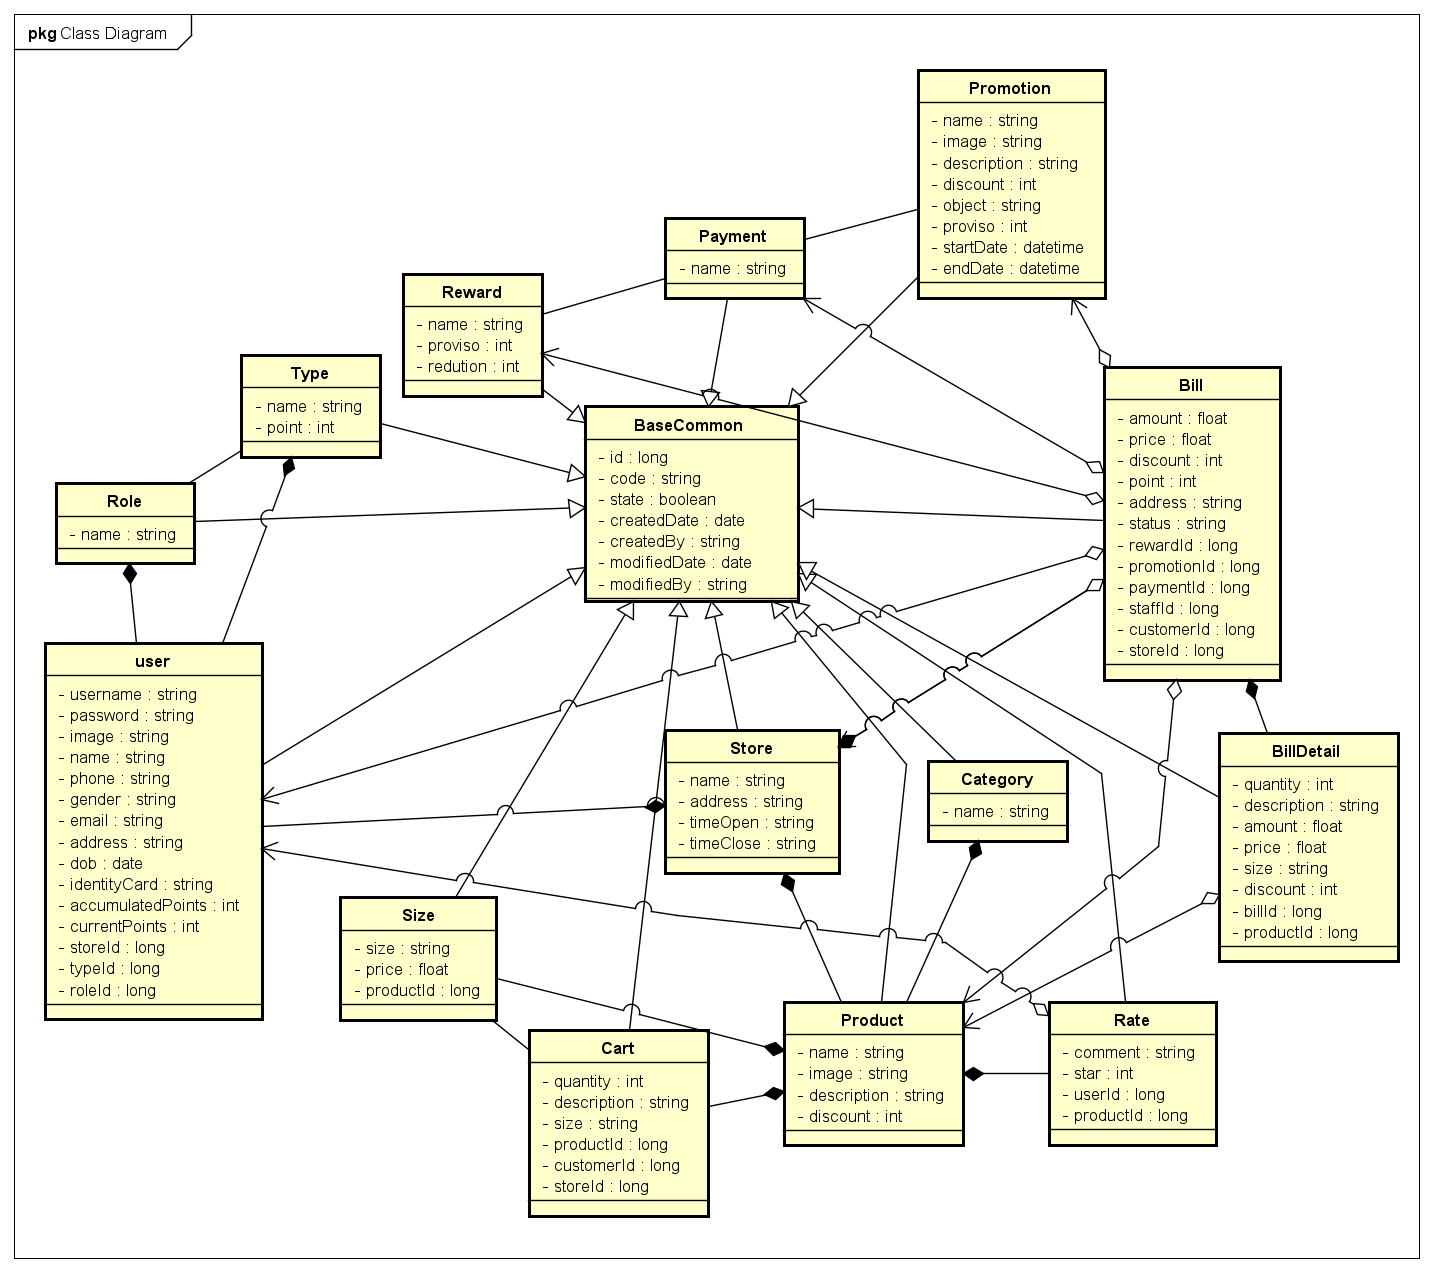 pkg Class Diagram
Promotion
- name : string
- image : string
- description : string
- discount : int
- object : string
- proviso : int
- startDate : datetime
- endDate : datetime
Payment
- name : string
Reward
- name : string
- proviso : int
- redution : int
Type
- name : string
- point : int
Role
- name : string
BaseCommon
- id : long
- code : string
- state : boolean
- createdDate : date
- createdBy : string
- modifiedDate : date
- modifiedBy : string
Bill
- amount : float
- price : float
- discount : int
- point : int
- address : string
- status : string
- rewardId : long
- promotionId : long
- paymentId : long
- staffId : long
- customerId : long
- storeId : long
user
- username : string
- password : string
- image : string
- name : string
- phone : string
- gender : string
- email : string
- address : string
- dob : date
- identityCard : string
- accumulatedPoints : int
- currentPoints : int
- storeId : long
- typeId : long
- roleId : long
Store
- name : string
- address : string
- timeOpen : string
- timeClose : string
Category
- name : string
BillDetail
- quantity : int
- description : string
- amount : float
- price : float
- size : string
- discount : int
- billId : long
- productId : long
Size
- size : string
- price : float
- productId : long
Cart
- quantity : int
- description : string
- size : string
- productId : long
- customerId : long
- storeId : long
Product
- name : string
- image : string
- description : string
- discount : int
Rate
- comment : string
- star : int
- userId : long
- productId : long